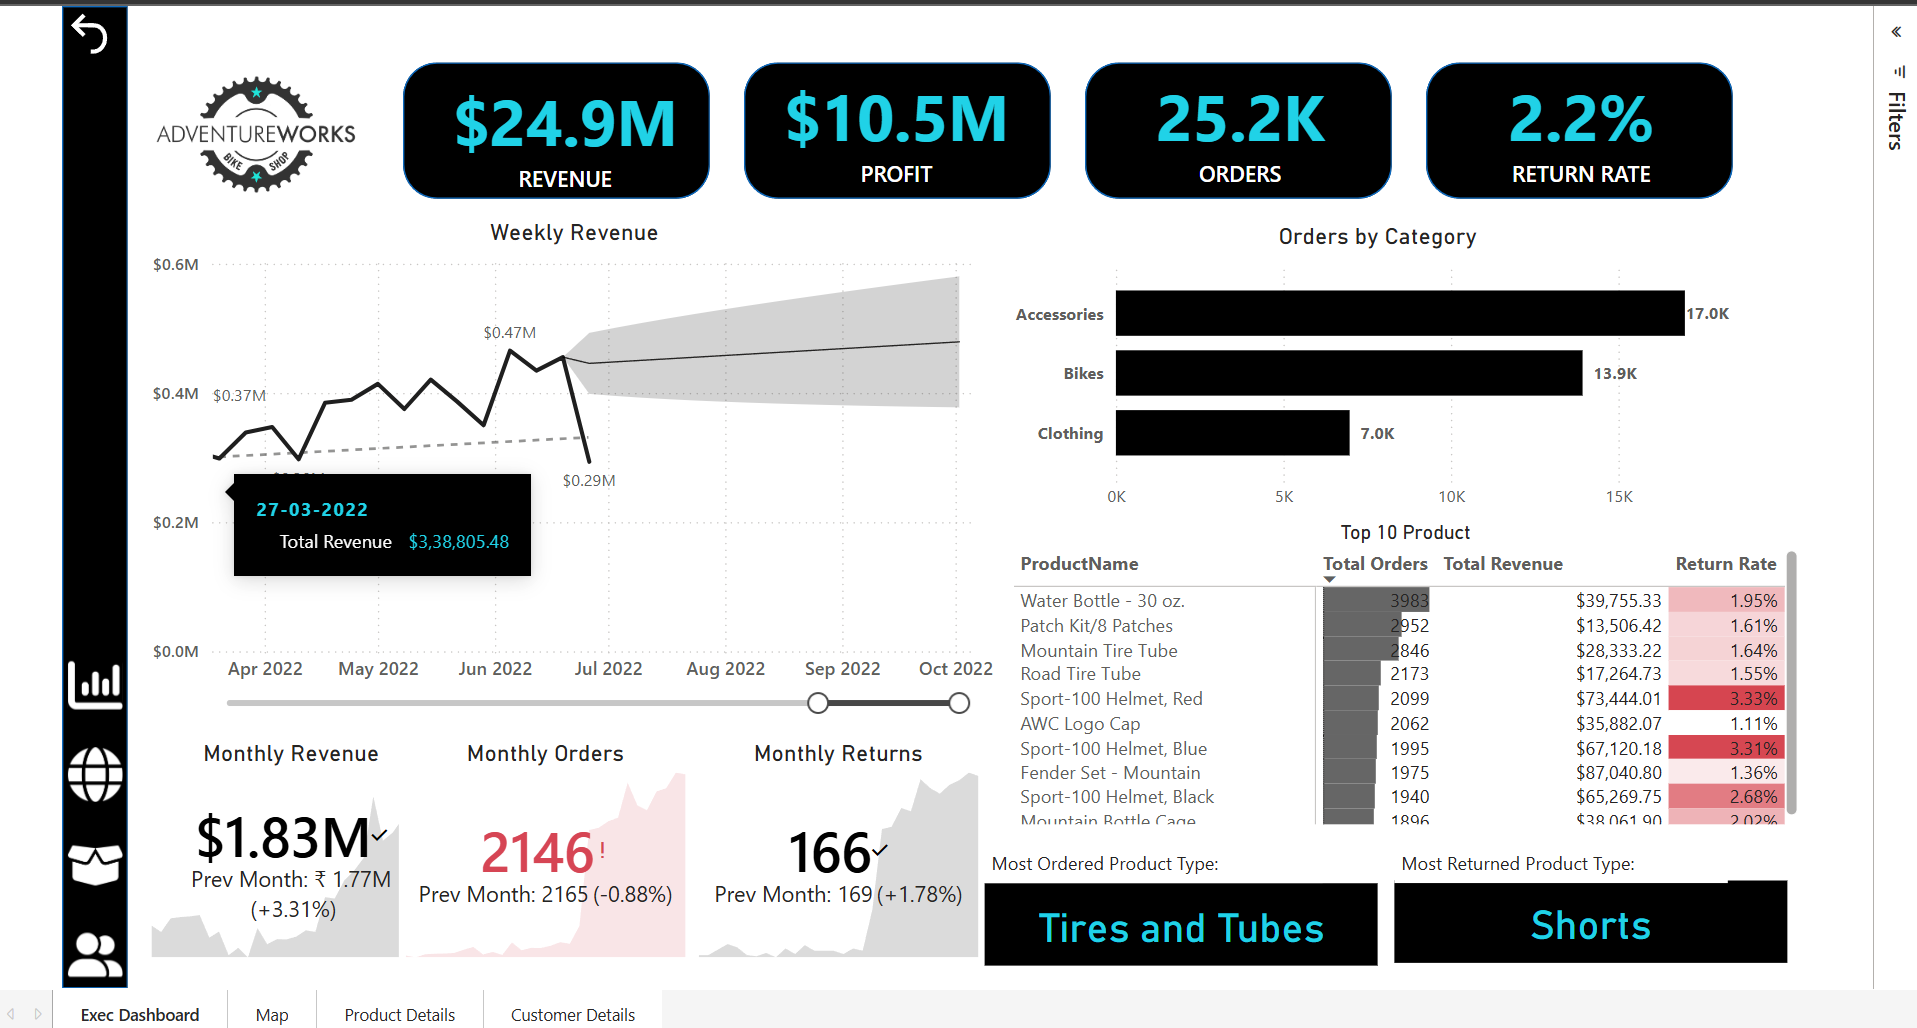 ADVENTUREWORKS
BIKE SHOP
$24.9M
REVENUE
$10.5M
PROFIT
25.2K
ORDERS
2.2%
RETURN RATE
Filters
Weekly Revenue
$0.6M
$0.4M
$0.2M
$0.0M
$0.37M
$0.47M
$0.29M
27-03-2022
Total Revenue $3,38,805.48
Apr 2022 May 2022 Jun 2022 Jul 2022 Aug 2022 Sep 2022 Oct 2022
Orders by Category
Accessories 17.0K
Bikes 13.9K
Clothing 7.0K
0K 5K 10K 15K
Top 10 Product
ProductName Total Orders Total Revenue Return Rate
Water Bottle - 30 oz. 3983 $39,755.33 1.95%
Patch Kit/8 Patches 2952 $13,506.42 1.61%
Mountain Tire Tube 2846 $28,333.22 1.64%
Road Tire Tube 2173 $17,264.73 1.55%
Sport-100 Helmet, Red 2099 $73,444.01 3.33%
AWC Logo Cap 2062 $35,882.07 1.11%
Sport-100 Helmet, Blue 1995 $67,120.18 3.31%
Fender Set - Mountain 1975 $87,040.80 1.36%
Sport-100 Helmet, Black 1940 $65,269.75 2.68%
Mountain Bottle Cage 1896 $38,061.90 2.02%
Monthly Revenue
$1.83M
Prev Month: ₹ 1.77M
(+3.31%)
Monthly Orders
2146!
Prev Month: 2165 (-0.88%)
Monthly Returns
166
Prev Month: 169 (+1.78%)
Most Ordered Product Type:
Tires and Tubes
Most Returned Product Type:
Shorts
Exec Dashboard Map Product Details Customer Details